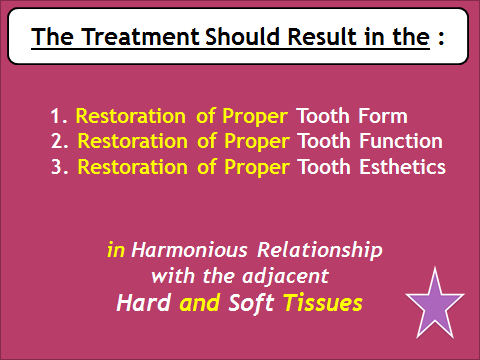 The Treatment Should Result in the :
1. Restoration of Proper Tooth Form
2. Restoration of Proper Tooth Function
3. Restoration of Proper Tooth Esthetics
in Harmonious Relationship
with the adjacent
Hard and Soft Tissues